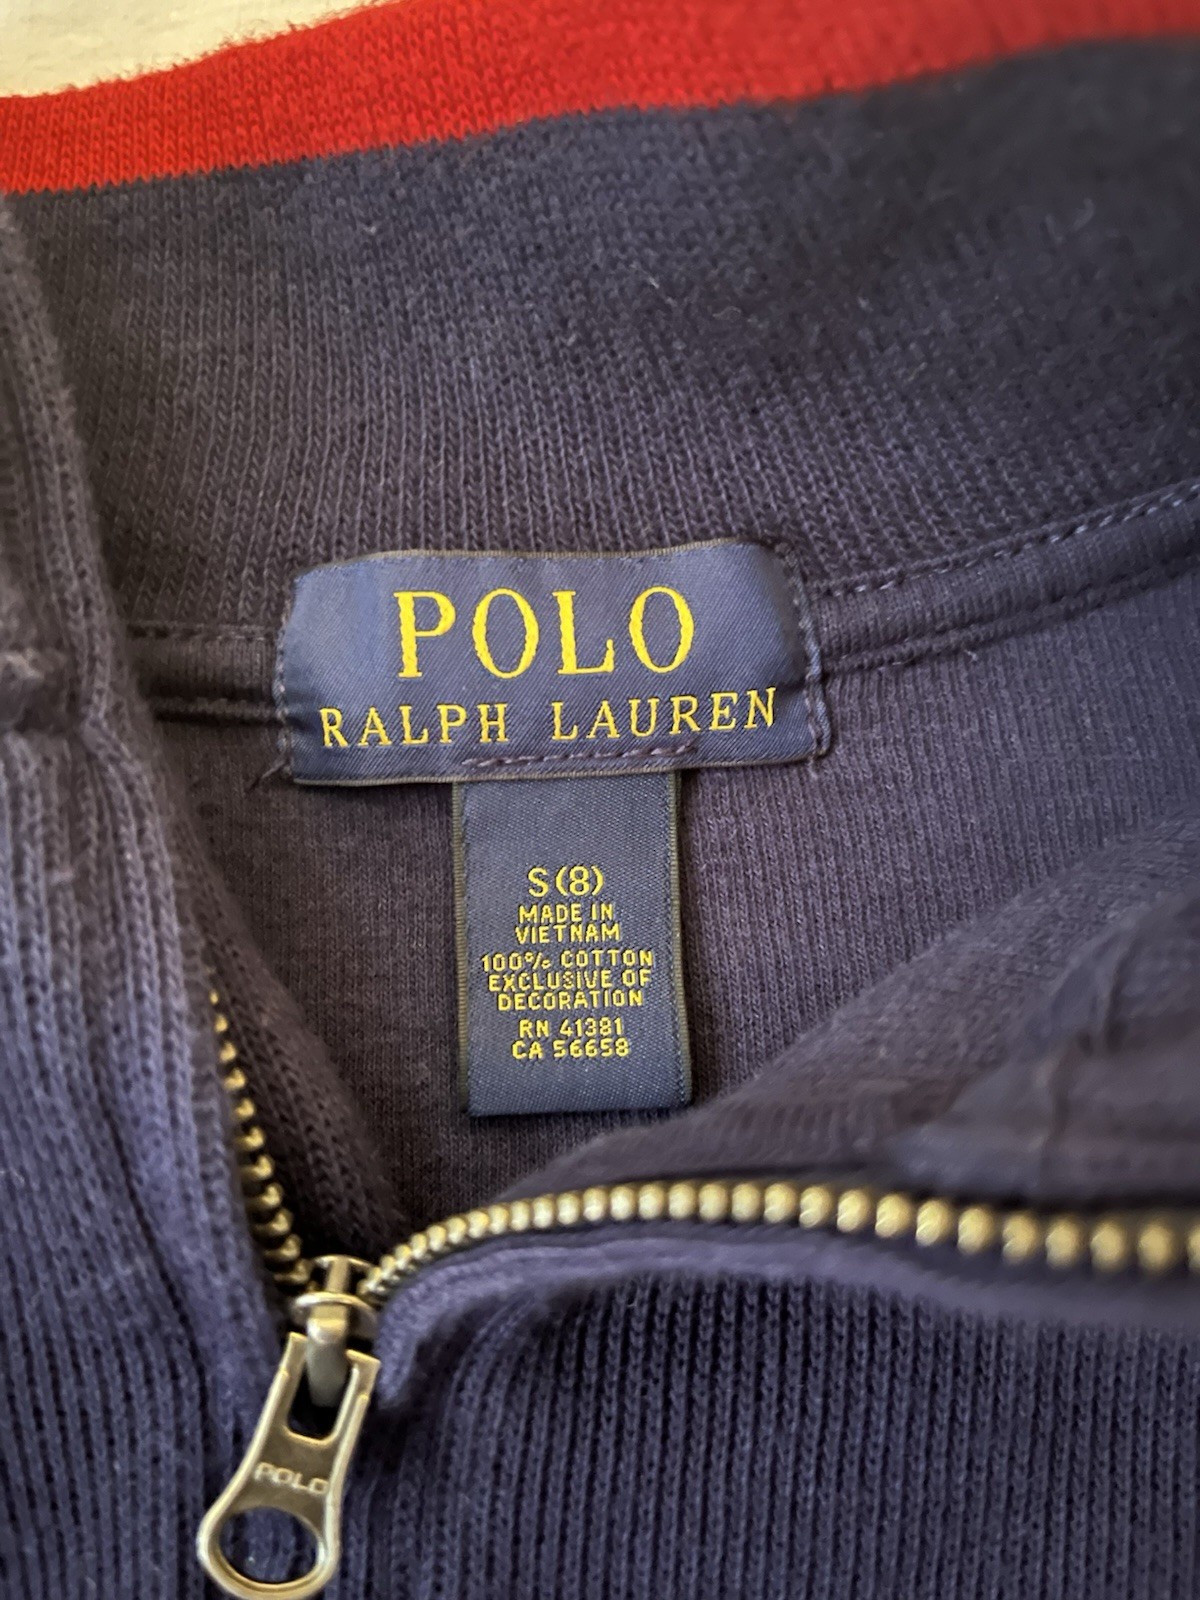 POLO
RALPH LAUREN
S (8)
MADE IN
VIETNAM
100% COTTON
EXCLUSIVE OF
DECORATION
RN 41381
CA 56658
POLO